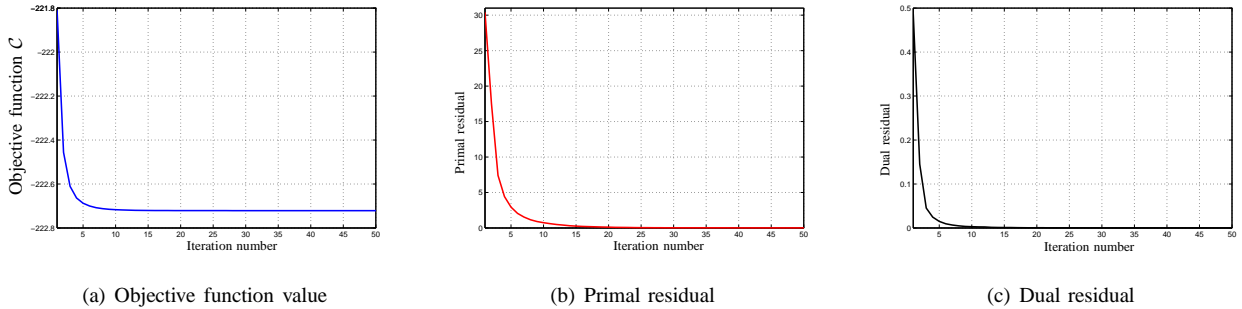 Objective function C
-221.8
-222
-222.2
-222.4
-222.6
-222.8
5 10 15 20 25 30 35 40 45 50
Iteration number
(a) Objective function value
Primal residual
30
25
20
15
10
5
0
5 10 15 20 25 30 35 40 45 50
Iteration number
(b) Primal residual
Dual residual
0.5
0.4
0.3
0.2
0.1
0
5 10 15 20 25 30 35 40 45 50
Iteration number
(c) Dual residual